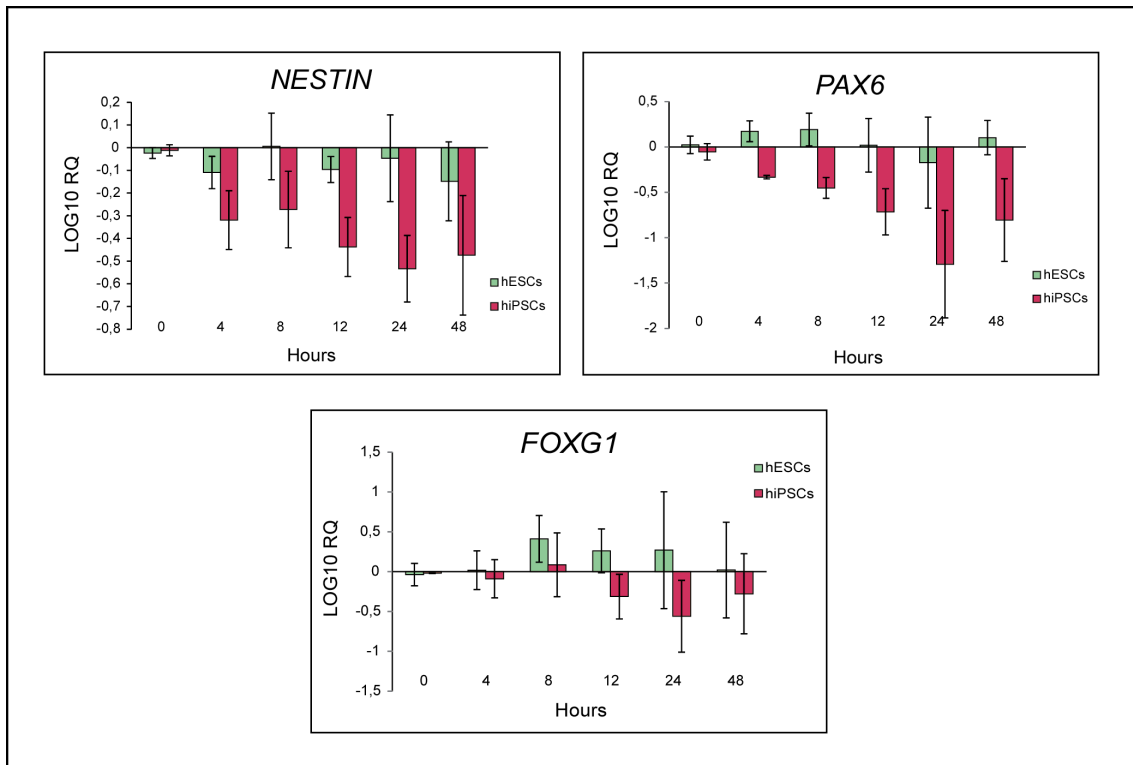 NESTIN
0,2
0,1
0
-0,1
-0,2
-0,3
-0,4
-0,5
-0,6
-0,7
-0,8
LOG10 RQ
hESCs
hiPSCs
0 4 8 12 24 48
Hours
PAX6
0,5
0
-0,5
-1
-1,5
-2
LOG10 RQ
hESCs
hiPSCs
0 4 8 12 24 48
Hours
FOXG1
1,5
1
0,5
0
-0,5
-1
-1,5
LOG10 RQ
hESCs
hiPSCs
0 4 8 12 24 48
Hours